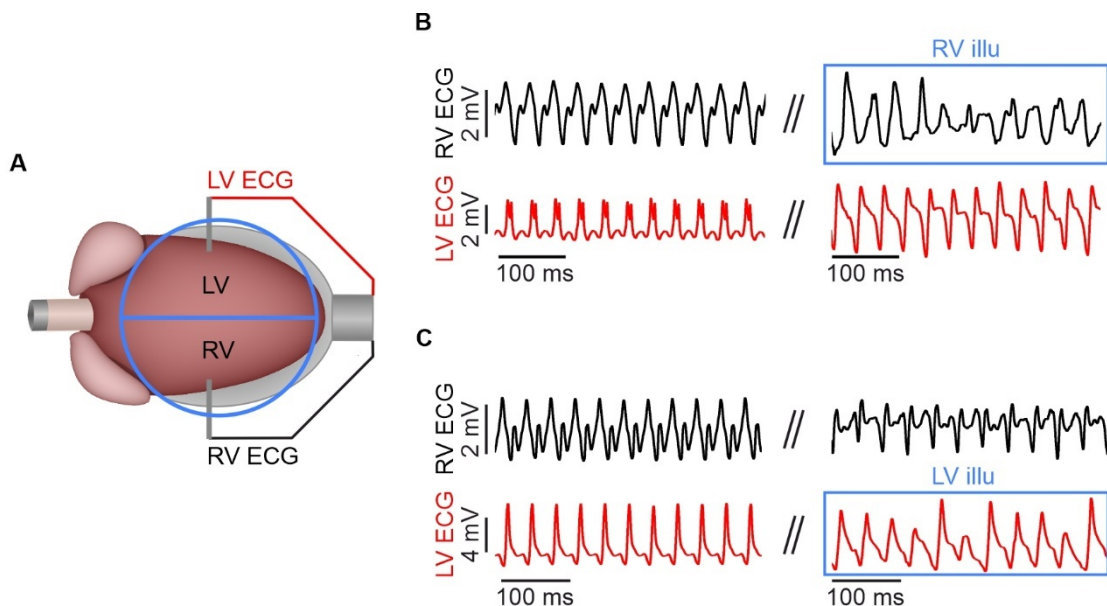 A
LV ECG
LV
RV
RV ECG
B
RV illu
RV ECG
2 mV
//
LV ECG
2 mV
//
100 ms
100 ms
C
RV ECG
2 mV
//
LV illu
LV ECG
4 mV
//
100 ms
100 ms